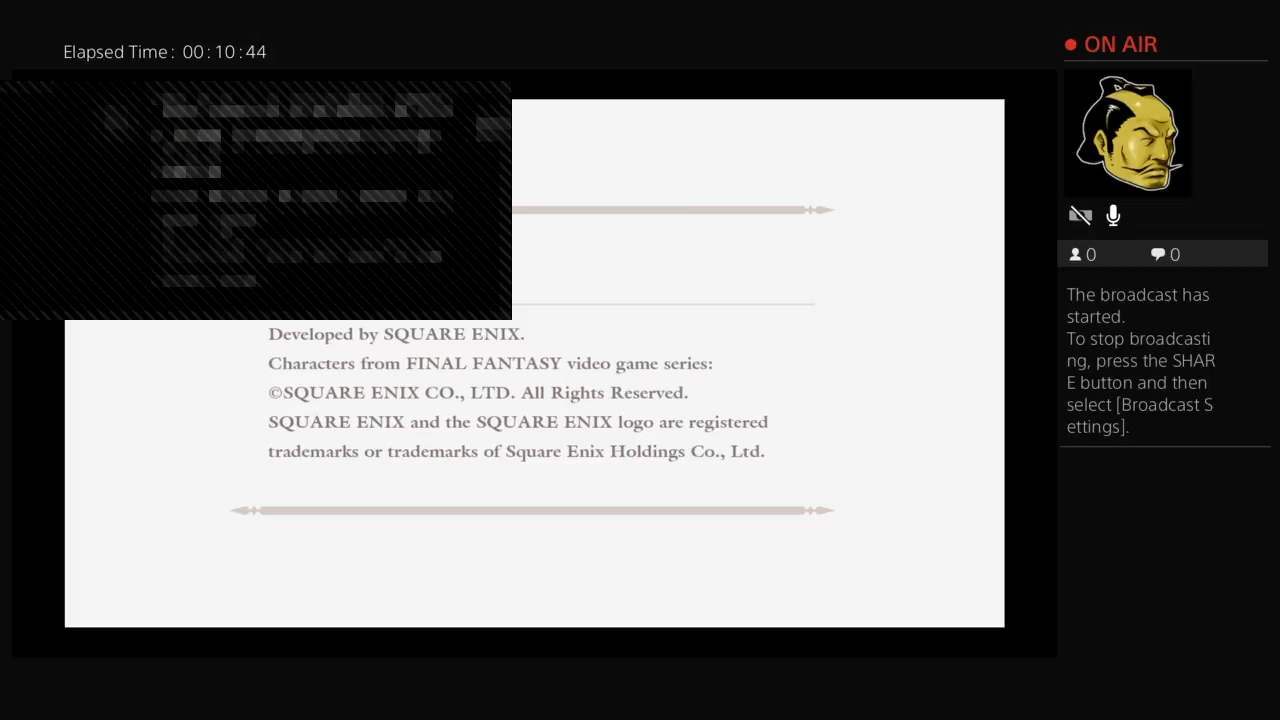 Elapsed Time: 00:10:44
ON AIR
0 0
The broadcast has
started.
To stop broadcasti
ng, press the SHAR
E button and then
select [Broadcast S
ettings].
Developed by SQUARE ENIX.
Characters from FINAL FANTASY video game series:
©SQUARE ENIX CO., LTD. All Rights Reserved.
SQUARE ENIX and the SQUARE ENIX logo are registered
trademarks or trademarks of Square Enix Holdings Co., Ltd.